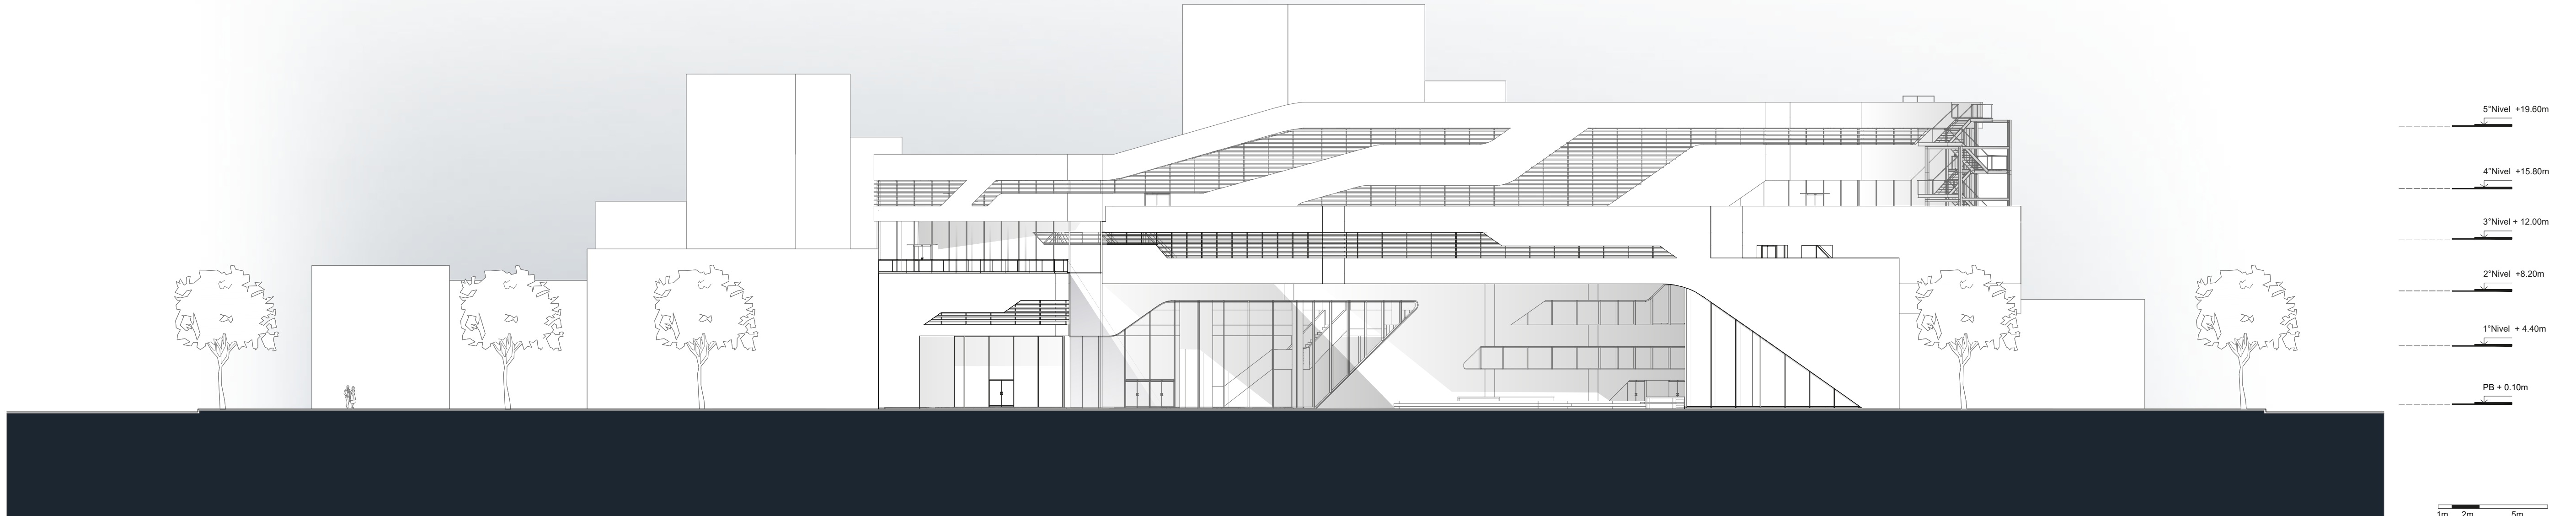 5°Nivel +19.60m
4°Nivel +15.80m
3°Nivel + 12.00m
2°Nivel +8.20m
1°Nivel + 4.40m
PB + 0.10m
1m 2m 5m